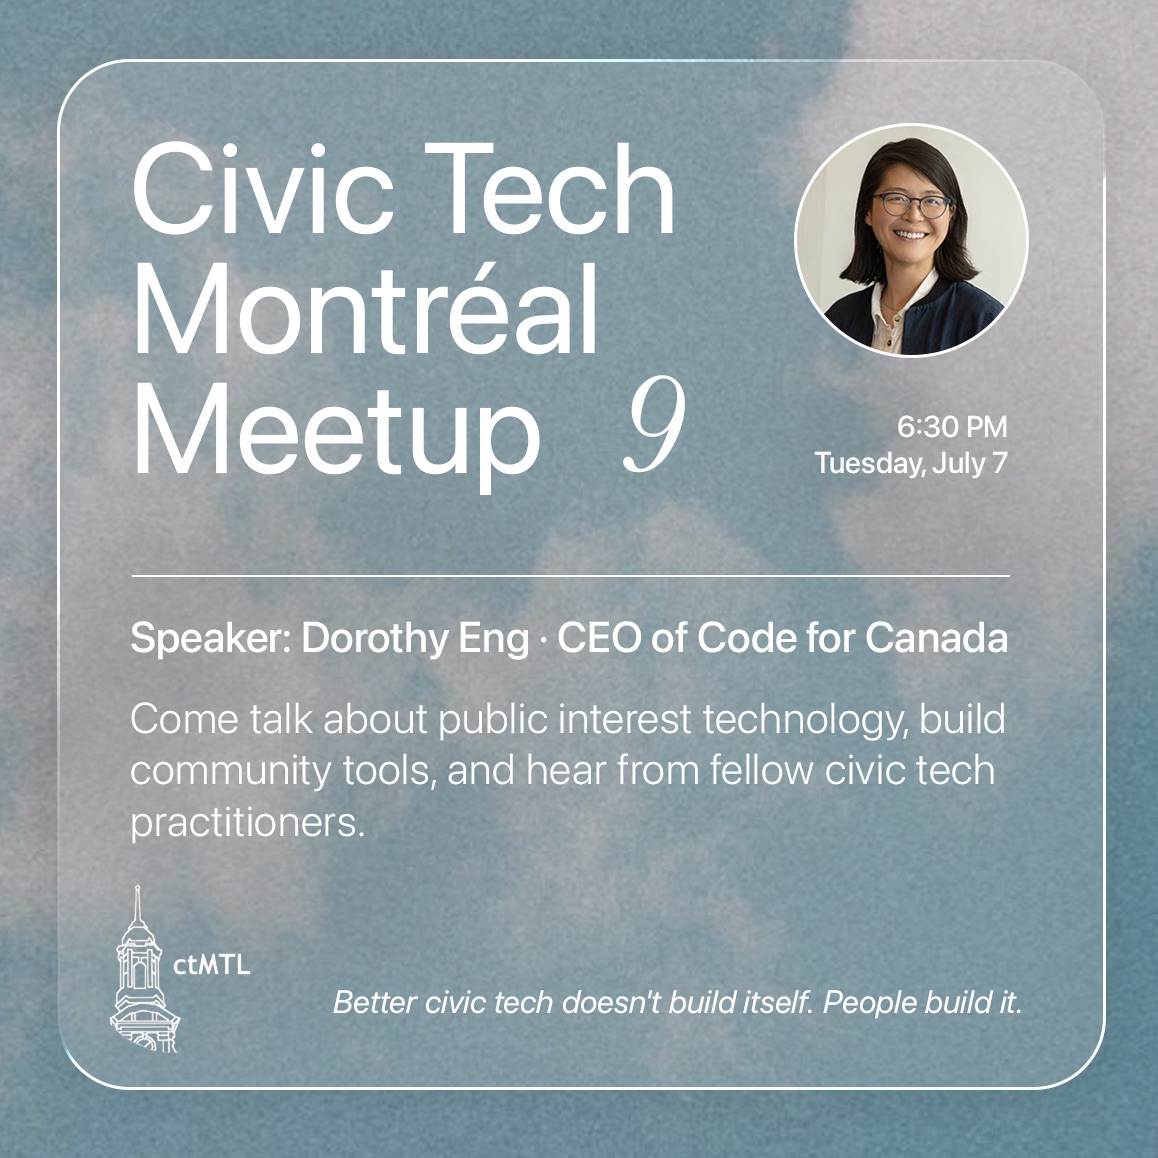 Civic Tech
Montréal
Meetup 9
6:30 PM
Tuesday, July 7
Speaker: Dorothy Eng · CEO of Code for Canada
Come talk about public interest technology, build
community tools, and hear from fellow civic tech
practitioners.
ctMTL
Better civic tech doesn't build itself. People build it.